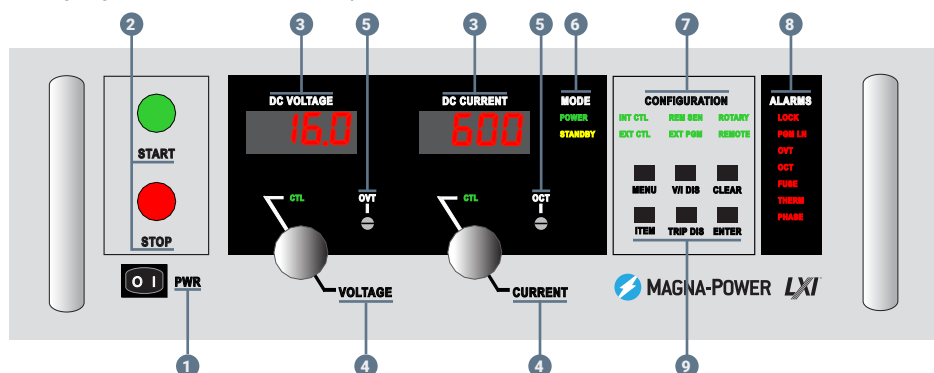 2 3 5 3 5 6 7 8
DC VOLTAGE DC CURRENT MODE CONFIGURATION ALARMS
16.0 600 POWER INT CTL REM SEN ROTARY LOCK
STANDBY EXT CTL EXT PGM REMOTE PGM LN
START OVT
OCT
MENU V/I DIS CLEAR FUSE
CTL OVT CTL OCT THERM
PHASE
STOP ITEM TRIP DIS ENTER
O I PWR VOLTAGE CURRENT MAGNA-POWER LXI
1 4 4 9